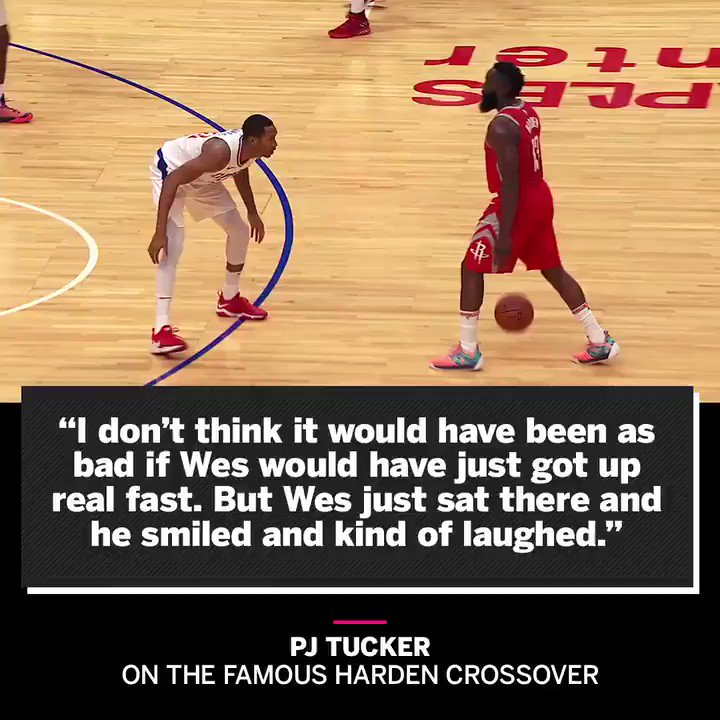 “I don’t think it would have been as
bad if Wes would have just got up
real fast. But Wes just sat there and
he smiled and kind of laughed.”
PJ TUCKER
ON THE FAMOUS HARDEN CROSSOVER